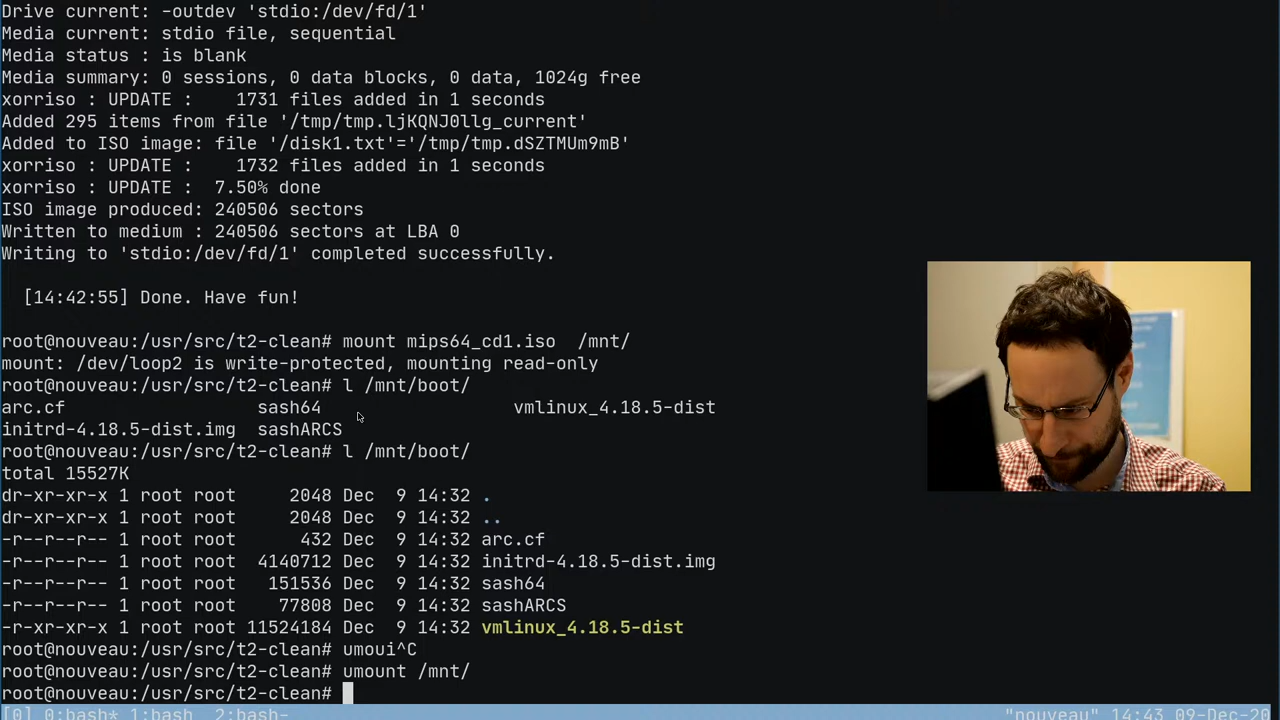 Drive current: -outdev 'stdio:/dev/fd/1'
Media current: stdio file, sequential
Media status : is blank
Media summary: 0 sessions, 0 data blocks, 0 data, 1024g free
xorriso : UPDATE :    1731 files added in 1 seconds
Added 295 items from file '/tmp/tmp.ljKQNJ0llg_current'
Added to ISO image: file '/disk1.txt'='/tmp/tmp.dSZTMUm9mB'
xorriso : UPDATE :    1732 files added in 1 seconds
xorriso : UPDATE :  7.50% done
ISO image produced: 240506 sectors
Written to medium : 240506 sectors at LBA 0
Writing to 'stdio:/dev/fd/1' completed successfully.
[14:42:55] Done. Have fun!
root@nouveau:/usr/src/t2-clean# mount mips64_cd1.iso  /mnt/
mount: /dev/loop2 is write-protected, mounting read-only
root@nouveau:/usr/src/t2-clean# l /mnt/boot/
arc.cf                  sash64                  vmlinux_4.18.5-dist
initrd-4.18.5-dist.img  sashARCS
root@nouveau:/usr/src/t2-clean# l /mnt/boot/
total 15527K
dr-xr-xr-x 1 root root     2048 Dec  9 14:32 .
dr-xr-xr-x 1 root root     2048 Dec  9 14:32 ..
-r--r--r-- 1 root root      432 Dec  9 14:32 arc.cf
-r--r--r-- 1 root root  4140712 Dec  9 14:32 initrd-4.18.5-dist.img
-r--r--r-- 1 root root   151536 Dec  9 14:32 sash64
-r--r--r-- 1 root root    77808 Dec  9 14:32 sashARCS
-r-xr-xr-x 1 root root 11524184 Dec  9 14:32 vmlinux_4.18.5-dist
root@nouveau:/usr/src/t2-clean# umoui^C
root@nouveau:/usr/src/t2-clean# umount /mnt/
root@nouveau:/usr/src/t2-clean#
[0] 0:bash* 1:bash  2:bash- "nouveau" 14:43 09-Dec-20